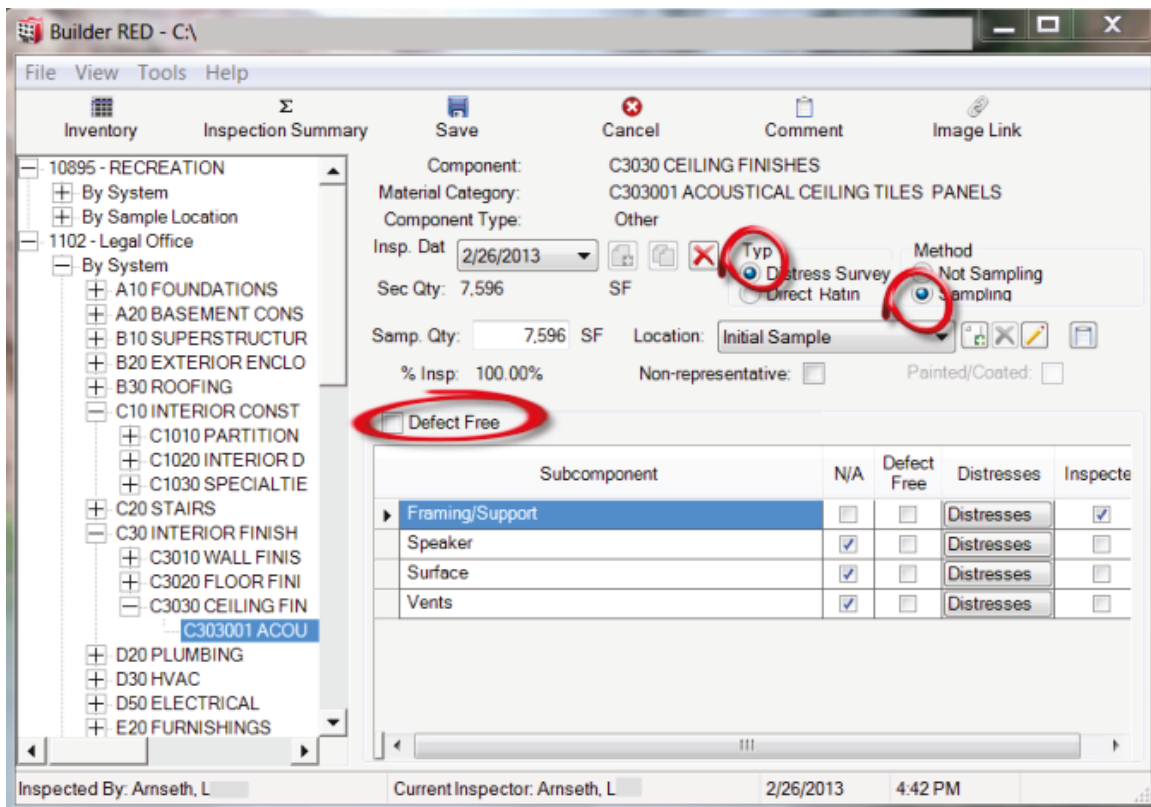 Builder RED - C:\
File View Tools Help
Inventory Σ Inspection Summary Save Cancel Comment Image Link
10895 - RECREATION
By System
By Sample Location
1102 - Legal Office
By System
A10 FOUNDATIONS
A20 BASEMENT CONS
B10 SUPERSTRUCTUR
B20 EXTERIOR ENCLO
B30 ROOFING
C10 INTERIOR CONST
C1010 PARTITION
C1020 INTERIOR D
C1030 SPECIALTIE
C20 STAIRS
C30 INTERIOR FINISH
C3010 WALL FINIS
C3020 FLOOR FINI
C3030 CEILING FIN
C303001 ACOU
D20 PLUMBING
D30 HVAC
D50 ELECTRICAL
E20 FURNISHINGS
Component: C3030 CEILING FINISHES
Material Category: C303001 ACOUSTICAL CEILING TILES PANELS
Component Type: Other
Insp. Dat 2/26/2013 Typ Method
Distress Survey Not Sampling
Sec Qty: 7,596 SF Direct Ratin Sampling
Samp. Qty: 7,596 SF Location: Initial Sample
% Insp: 100.00% Non-representative: Painted/Coated:
Defect Free
Subcomponent N/A Defect Free Distresses Inspecte
Framing/Support Distresses
Speaker Distresses
Surface Distresses
Vents Distresses
Inspected By: Arnseth, L Current Inspector: Arnseth, L 2/26/2013 4:42 PM